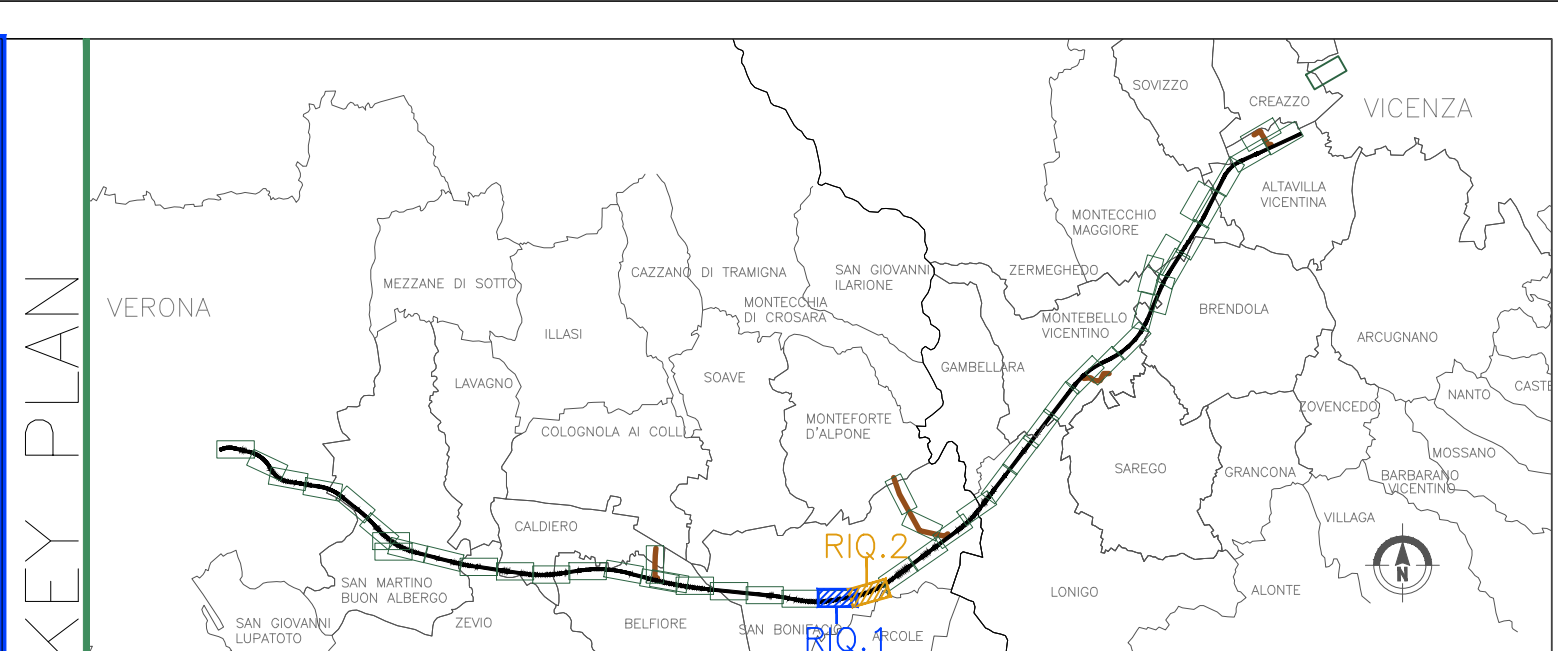 KEY PLAN
SOVIZZO
CREAZZO
VICENZA
ALTAVILLA
VICENTINA
MONTECCHIO
MAGGIORE
VERONA
MEZZANE DI SOTTO
CAZZANO DI TRAMIGNA
SAN GIOVANNI
ILARIONE
ZERMEGHEDO
MONTECCHIA
DI CROSARA
BRENDOLA
MONTEBELLO
VICENTINO
ILLASI
ARCUGNANO
GAMBELLARA
LAVAGNO
SOAVE
CASTE
NANTO
ZOVENCEDO
MONTEFORTE
D'ALPONE
COLOGNOLA AI COLLI
MOSSANO
SAREGO
GRANCONA
BARBARANO
VICENTINO
VILLAGA
CALDIERO
RIQ.2
N
SAN MARTINO
BUON ALBERGO
LONIGO
ALONTE
SAN GIOVANNI
LUPATOTO
ZEVIO
BELFIORE
SAN BONIFACIO
ARCOLE
RIQ.1